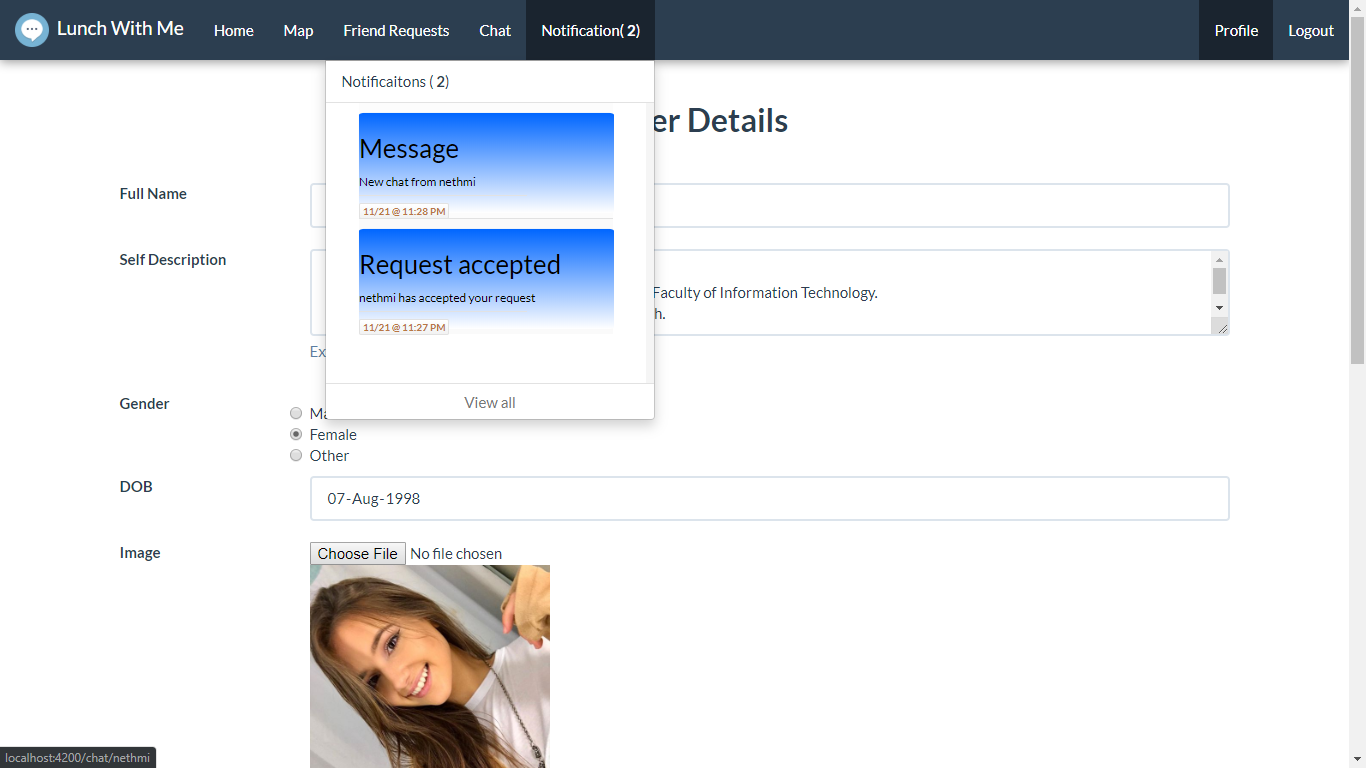 Lunch With Me Home Map Friend Requests Chat Notification( 2) Profile Logout
Notificaitons ( 2)
er Details
Message
New chat from nethmi
11/21 @ 11:28 PM
Request accepted
nethmi has accepted your request
11/21 @ 11:27 PM
View all
Full Name
Self Description
Faculty of Information Technology.
h.
Ex
Gender
Ma
Female
Other
DOB
07-Aug-1998
Image
Choose File No file chosen
localhost:4200/chat/nethmi